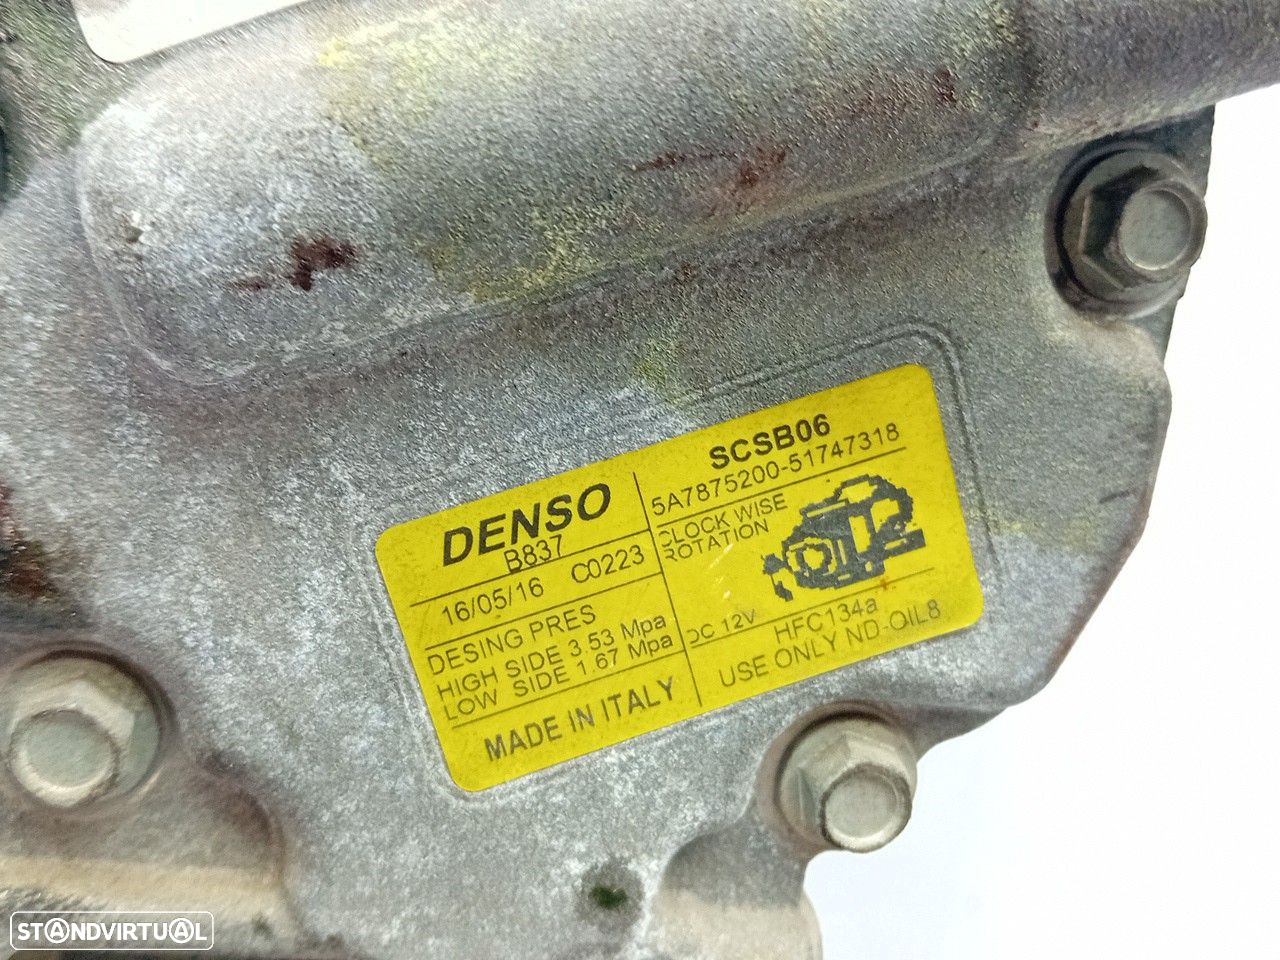 DENSO
B837
16/05/16 C0223
DESING PRES
HIGH SIDE 3.53 Mpa
LOW SIDE 1.67 Mpa
MADE IN ITALY
SCSB06
5A7875200-51747318
CLOCK WISE
ROTATION
DC 12V
HFC134a
USE ONLY ND-OIL8
STANDVIRTUAL